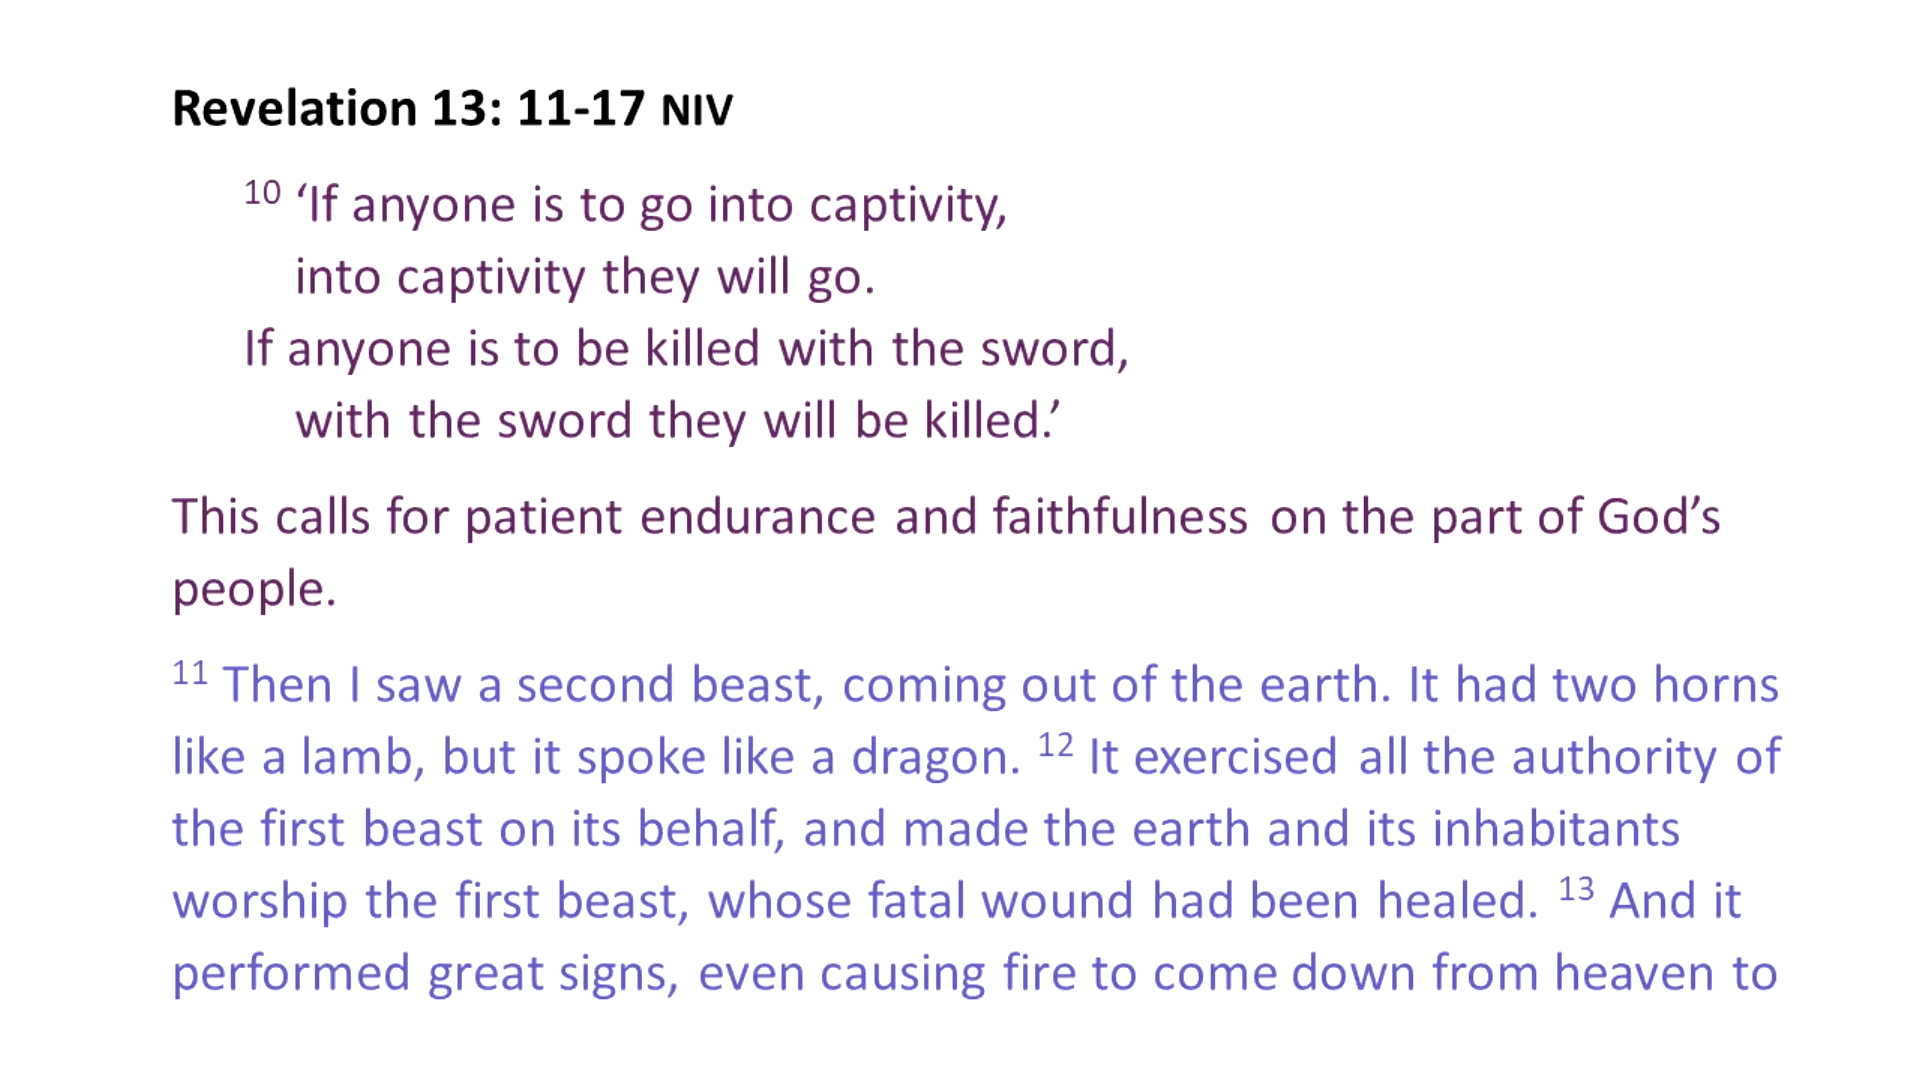 Revelation 13: 11-17 NIV
10 ‘If anyone is to go into captivity,
into captivity they will go.
If anyone is to be killed with the sword,
with the sword they will be killed.’
This calls for patient endurance and faithfulness on the part of God’s
people.
11 Then I saw a second beast, coming out of the earth. It had two horns
like a lamb, but it spoke like a dragon. 12 It exercised all the authority of
the first beast on its behalf, and made the earth and its inhabitants
worship the first beast, whose fatal wound had been healed. 13 And it
performed great signs, even causing fire to come down from heaven to